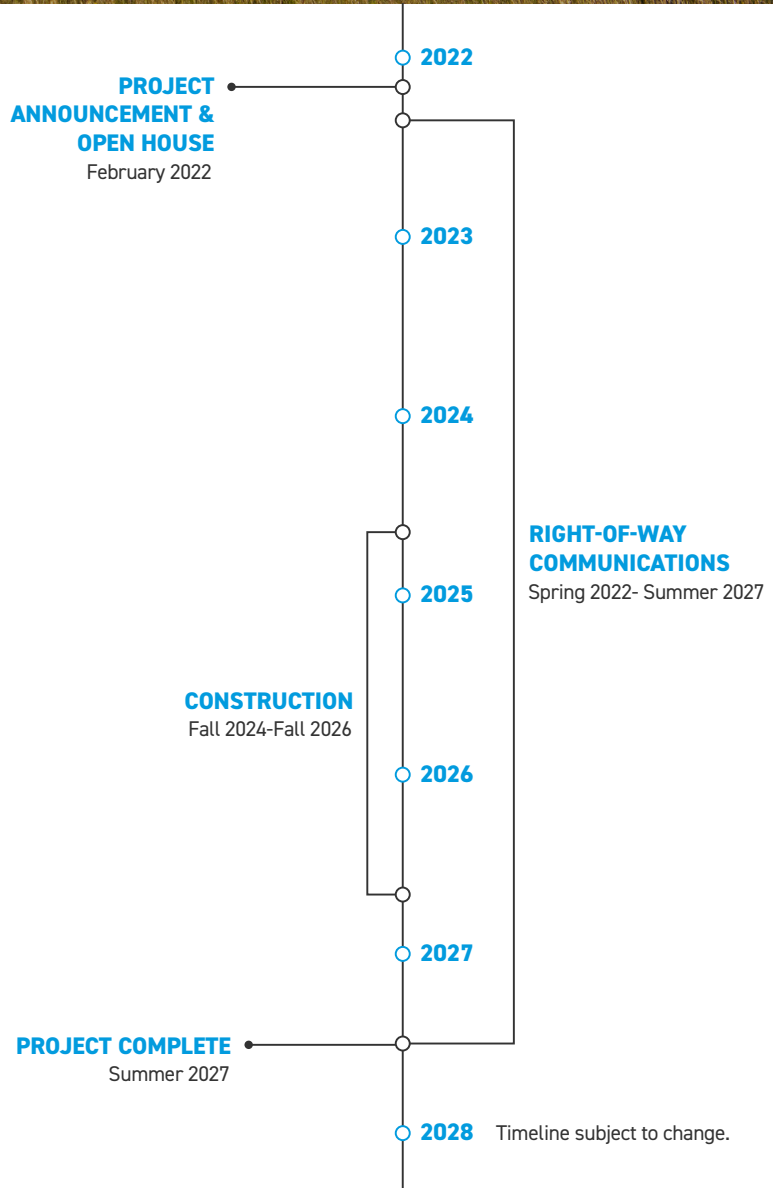 2022
PROJECT
ANNOUNCEMENT &
OPEN HOUSE
February 2022
2023
2024
RIGHT-OF-WAY
COMMUNICATIONS
Spring 2022- Summer 2027
2025
CONSTRUCTION
Fall 2024-Fall 2026
2026
2027
PROJECT COMPLETE
Summer 2027
2028 Timeline subject to change.